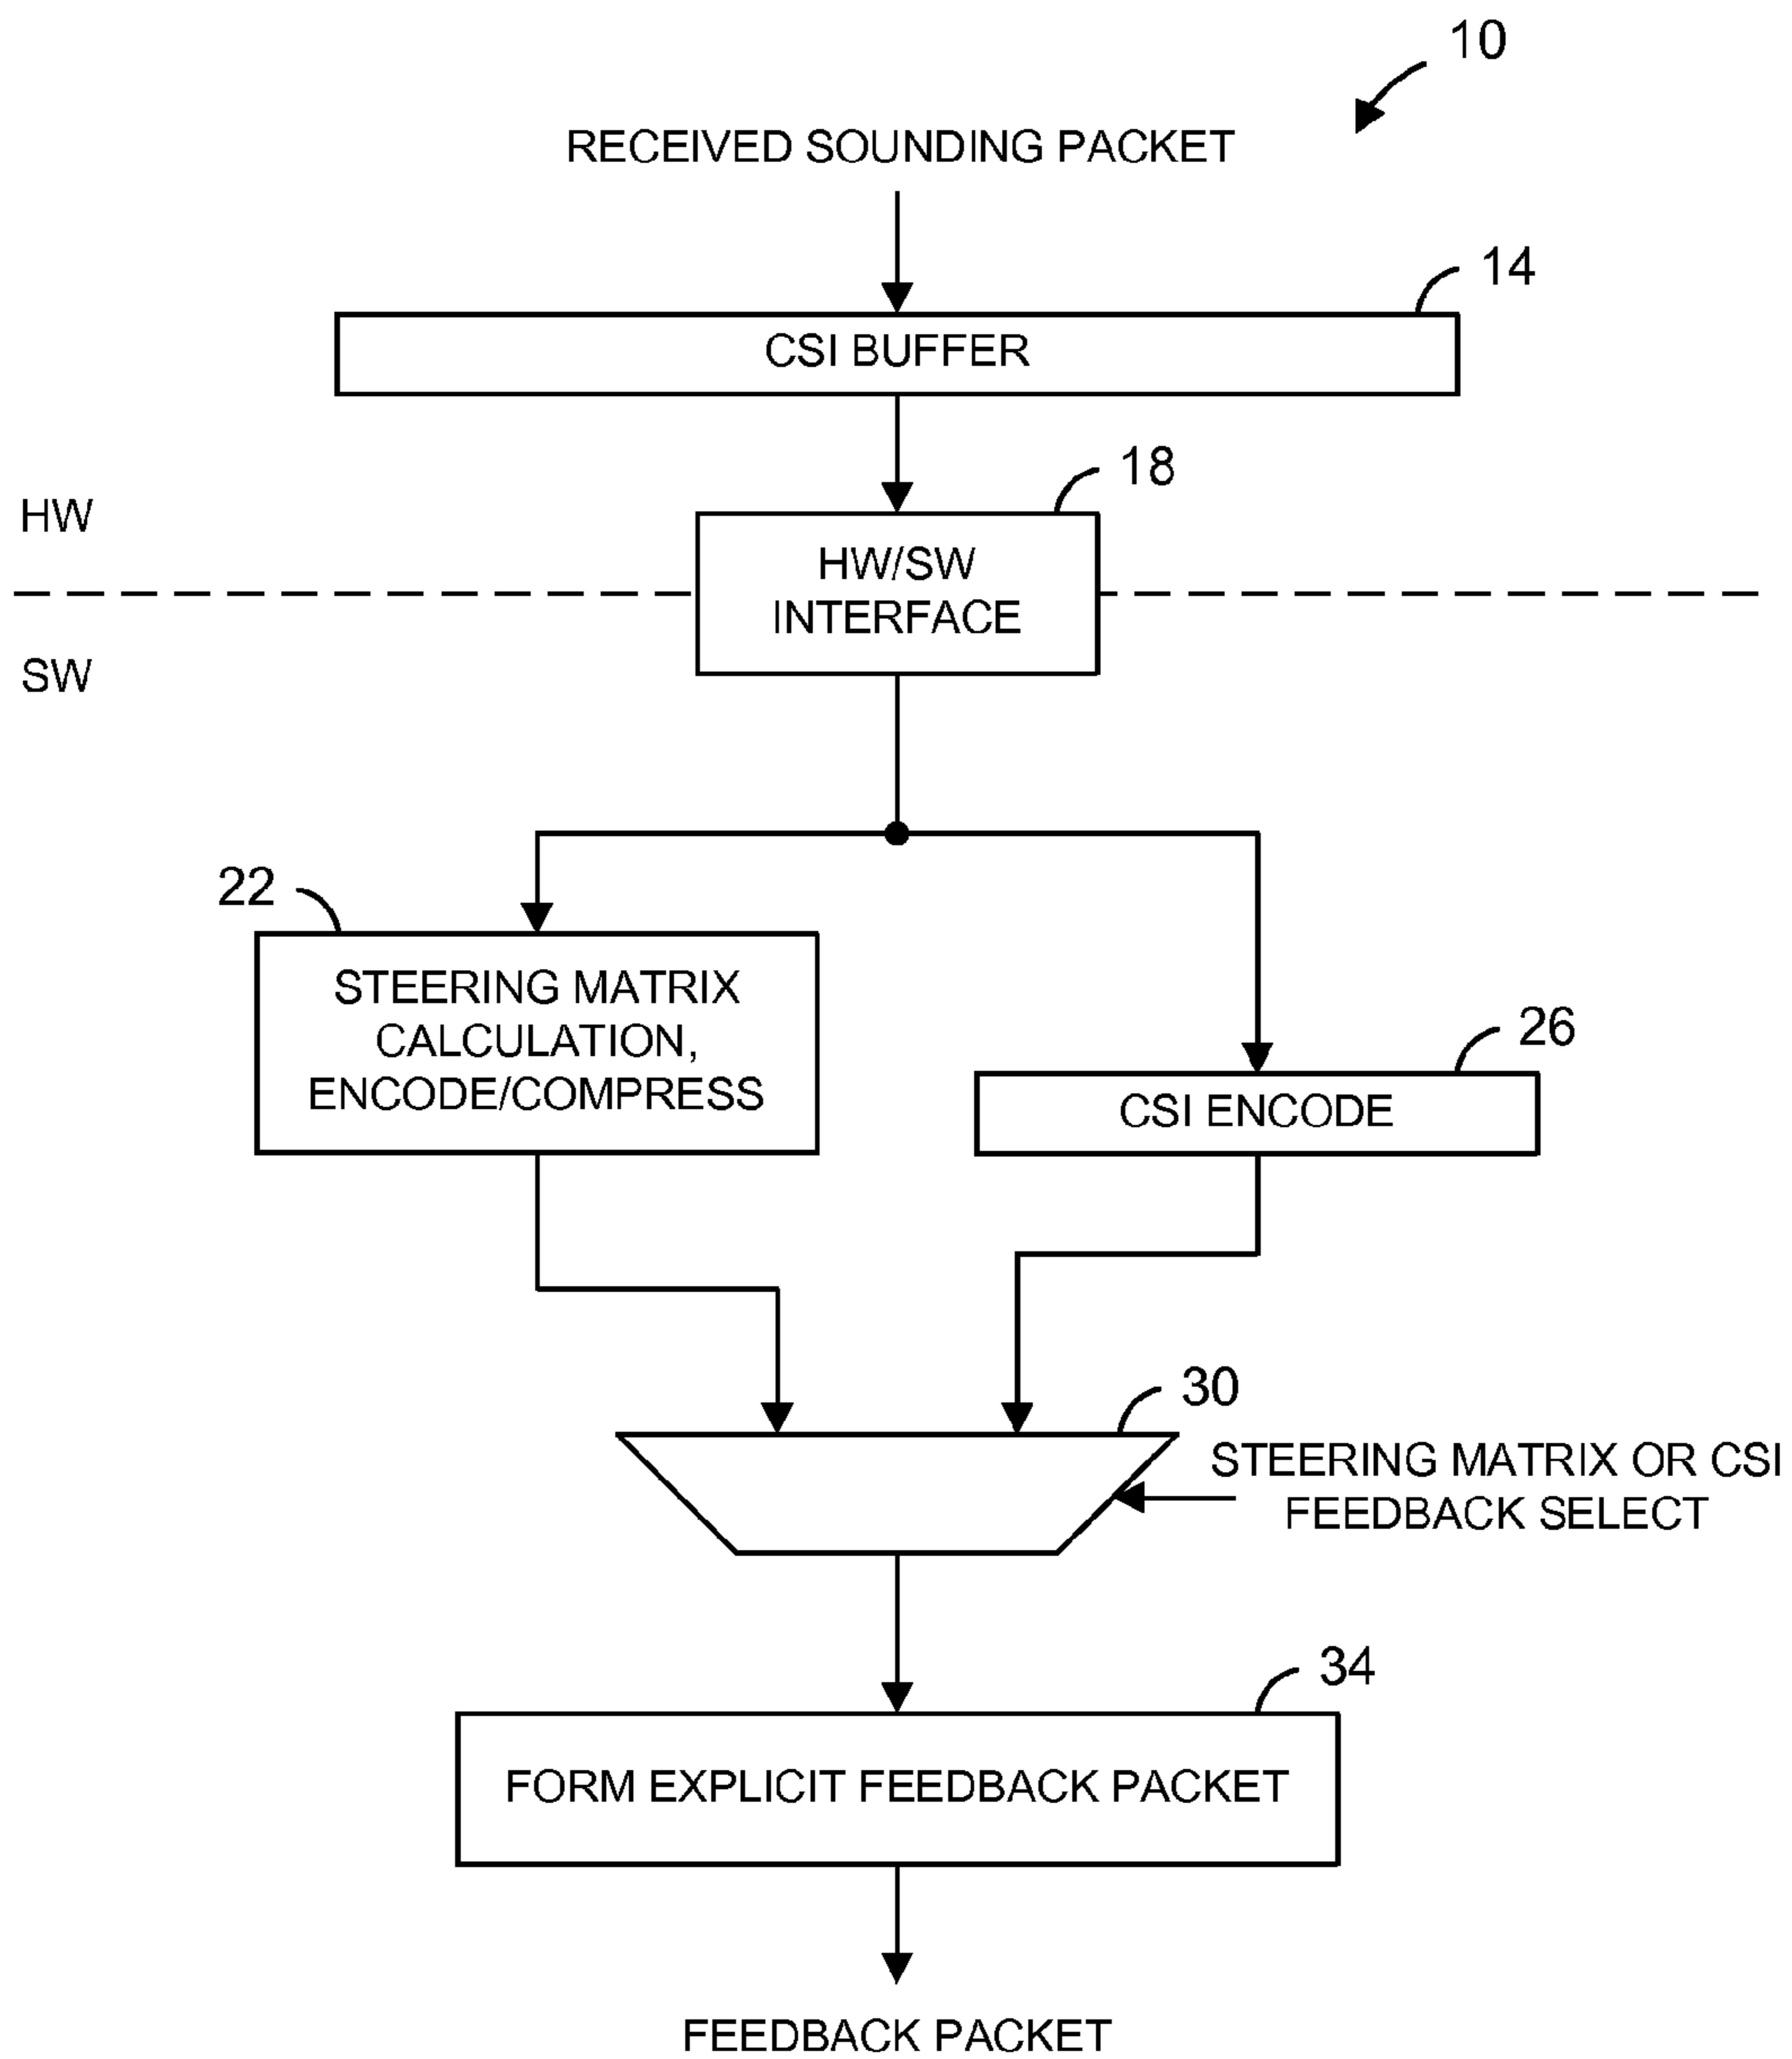 10
RECEIVED SOUNDING PACKET
14
CSI BUFFER
18
HW
HW/SW
INTERFACE
SW
22
STEERING MATRIX
CALCULATION,
ENCODE/COMPRESS
26
CSI ENCODE
30
STEERING MATRIX OR CSI
FEEDBACK SELECT
34
FORM EXPLICIT FEEDBACK PACKET
FEEDBACK PACKET